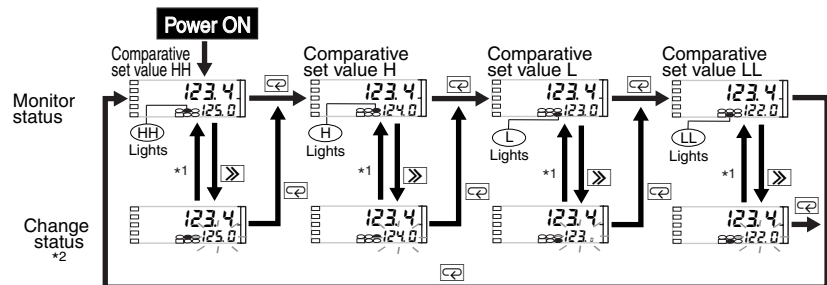 Power ON
Comparative set value HH
Comparative set value H
Comparative set value L
Comparative set value LL
Monitor status
123.4
125.0
123.4
124.0
123.4
123.0
123.4
122.0
HH
Lights
H
Lights
L
Lights
LL
Lights
*1
*1
*1
*1
Change status *2
123.4
125.0
123.4
124.0
123.4
123.
123.4
122.0